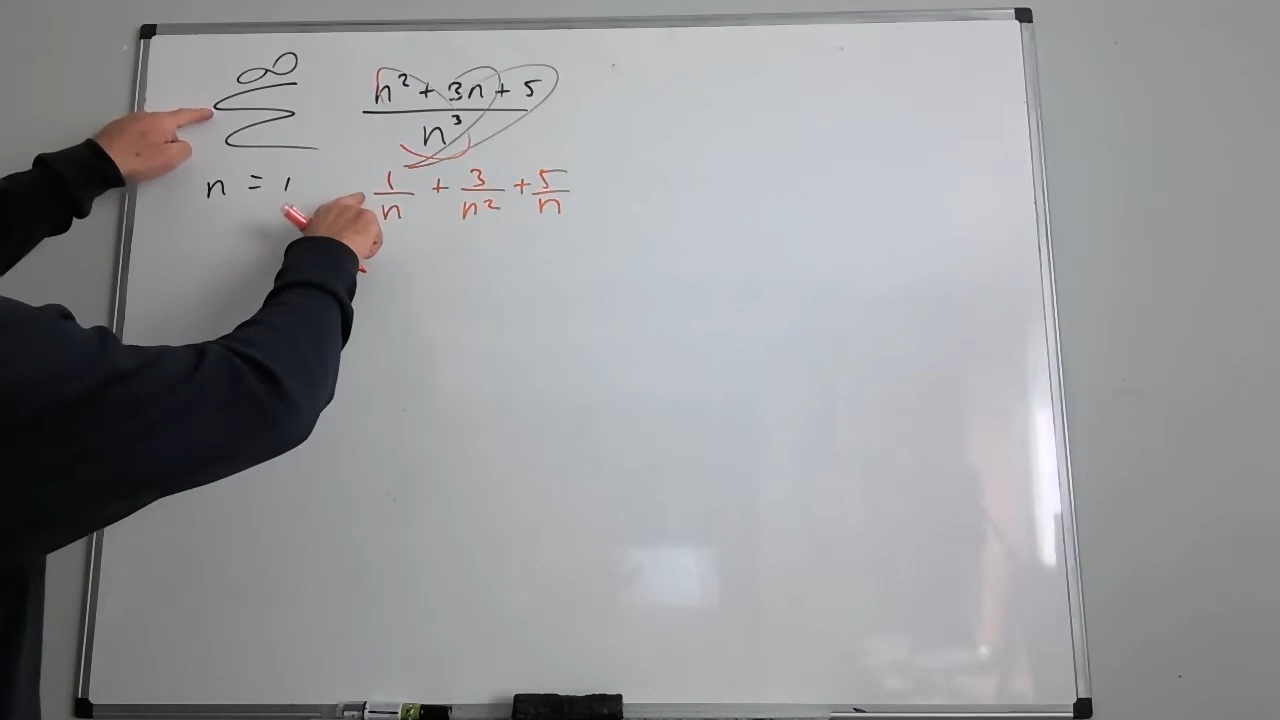 ∞
Σ (n² + 3n + 5) / n³
n = 1
1/n + 3/n² + 5/n